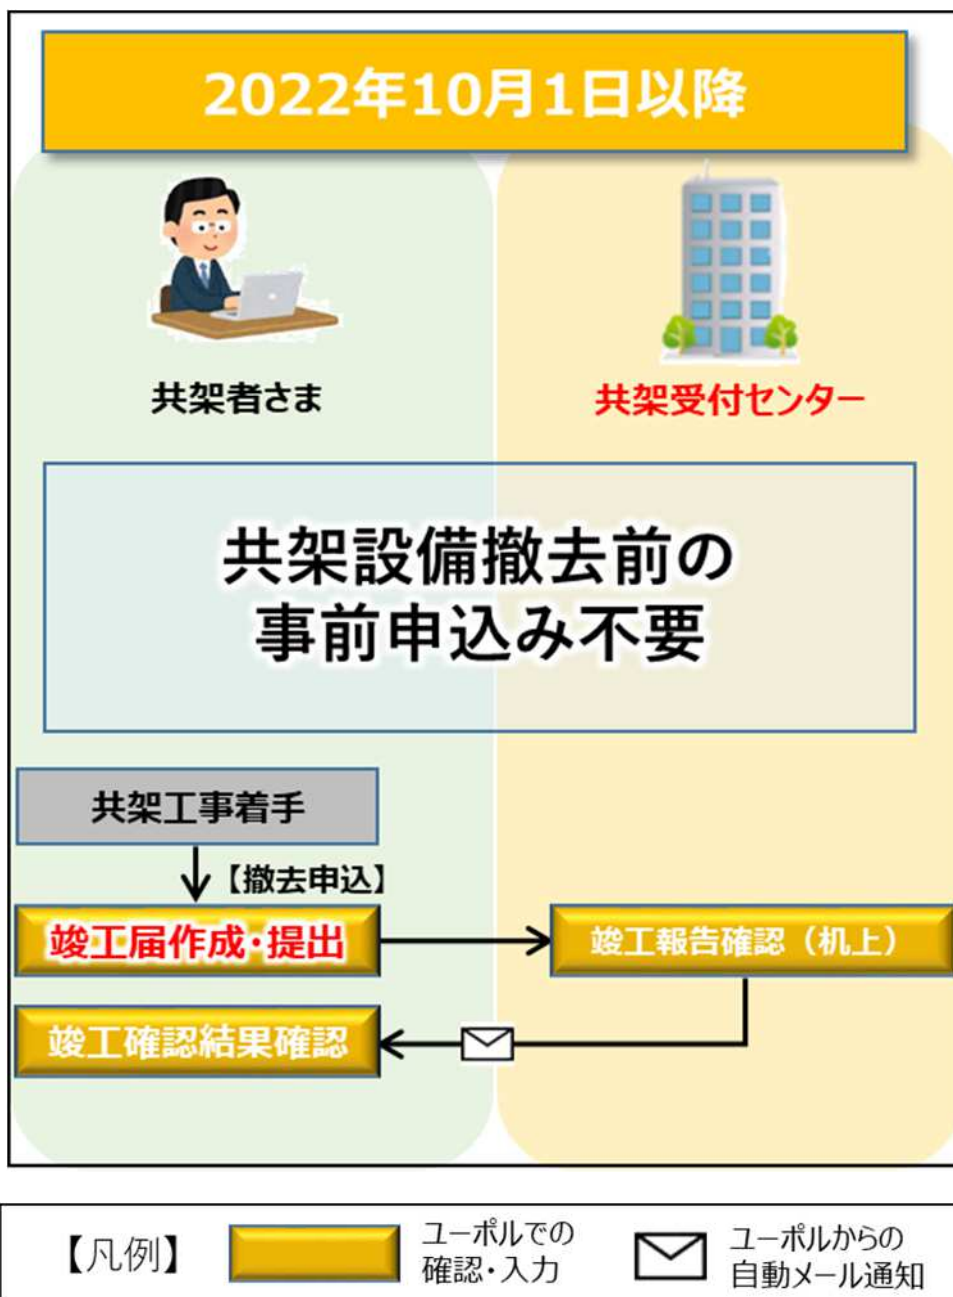 2022年10月1日以降
共架者さま
共架受付センター
共架設備撤去前の
事前申込み不要
共架工事着手
【撤去申込】
竣工届作成・提出
竣工報告確認（机上）
竣工確認結果確認
【凡例】
ユーポルでの
確認・入力
ユーポルからの
自動メール通知